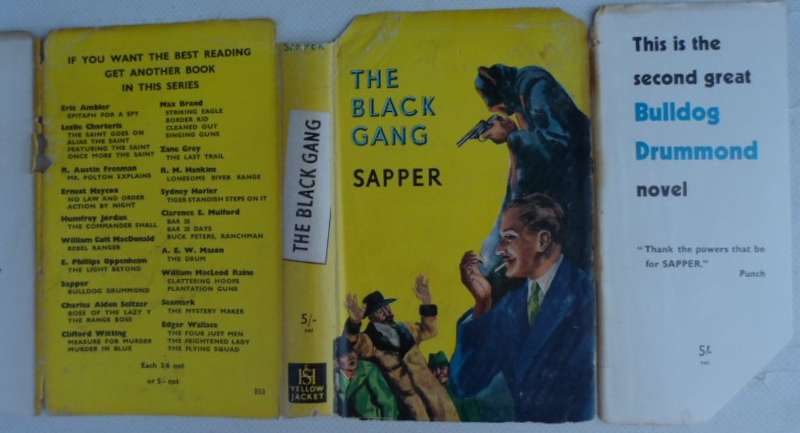 IF YOU WANT THE BEST READING
GET ANOTHER BOOK
IN THIS SERIES
Eric Ambler
EPITAPH FOR A SPY
Leslie Charteris
THE SAINT GOES ON
ALIAS THE SAINT
FEATURING THE SAINT
ONCE MORE THE SAINT
R. Austin Freeman
MR. POLTON EXPLAINS
Ernest Haycox
NO LAW AND ORDER
ACTION BY NIGHT
Humfrey Jordan
THE COMMANDER SHALL
William Colt MacDonald
REBEL RANGER
E. Phillips Oppenheim
THE LIGHT BEYOND
Sapper
BULLDOG DRUMMOND
Charles Alden Seltzer
BOSS OF THE LAZY Y
THE RANGE BOSS
Clifford Witting
MEASURE FOR MURDER
MURDER IN BLUE
Max Brand
STRIKING EAGLE
BORDER KID
CLEANED OUT
SINGING GUNS
Zane Grey
THE LAST TRAIL
R. M. Hankins
LONESOME RIVER RANGE
Sydney Horler
TIGER STANDISH STEPS ON IT
Clarence E. Mulford
BAR 20
BAR 20 DAYS
BUCK PETERS, RANCHMAN
A. E. W. Mason
THE DRUM
William MacLeod Raine
CLATTERING HOOFS
PLANTATION GUNS
Seamark
THE MYSTERY MAKER
Edgar Wallace
THE FOUR JUST MEN
THE FRIGHTENED LADY
THE FLYING SQUAD
Each 3/6 net
or 5/- net
SAPPER
THE BLACK GANG
5/-
net
HS
YELLOW
JACKET
THE
BLACK
GANG
SAPPER
This is the
second great
Bulldog
Drummond
novel
"Thank the powers that be
for SAPPER."
Punch
5/-
net